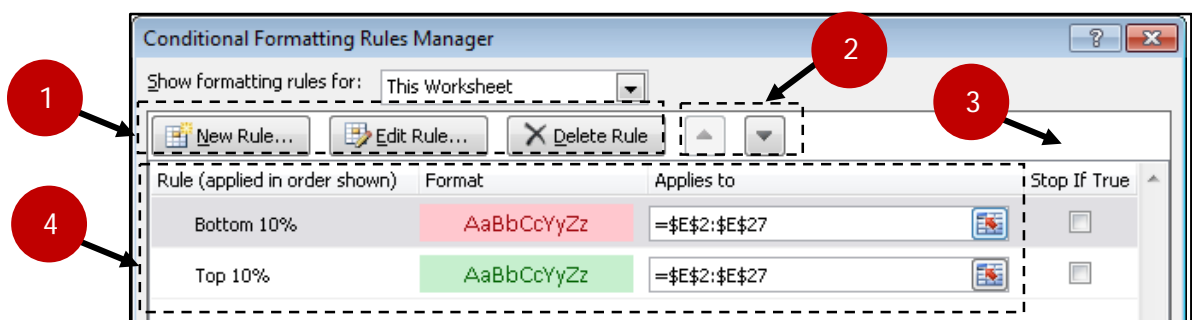 Conditional Formatting Rules Manager
2
Show formatting rules for: This Worksheet
1
3
New Rule... Edit Rule... Delete Rule
Rule (applied in order shown) Format Applies to Stop If True
4
Bottom 10% AaBbCcYyZz =$E$2:$E$27
Top 10% AaBbCcYyZz =$E$2:$E$27